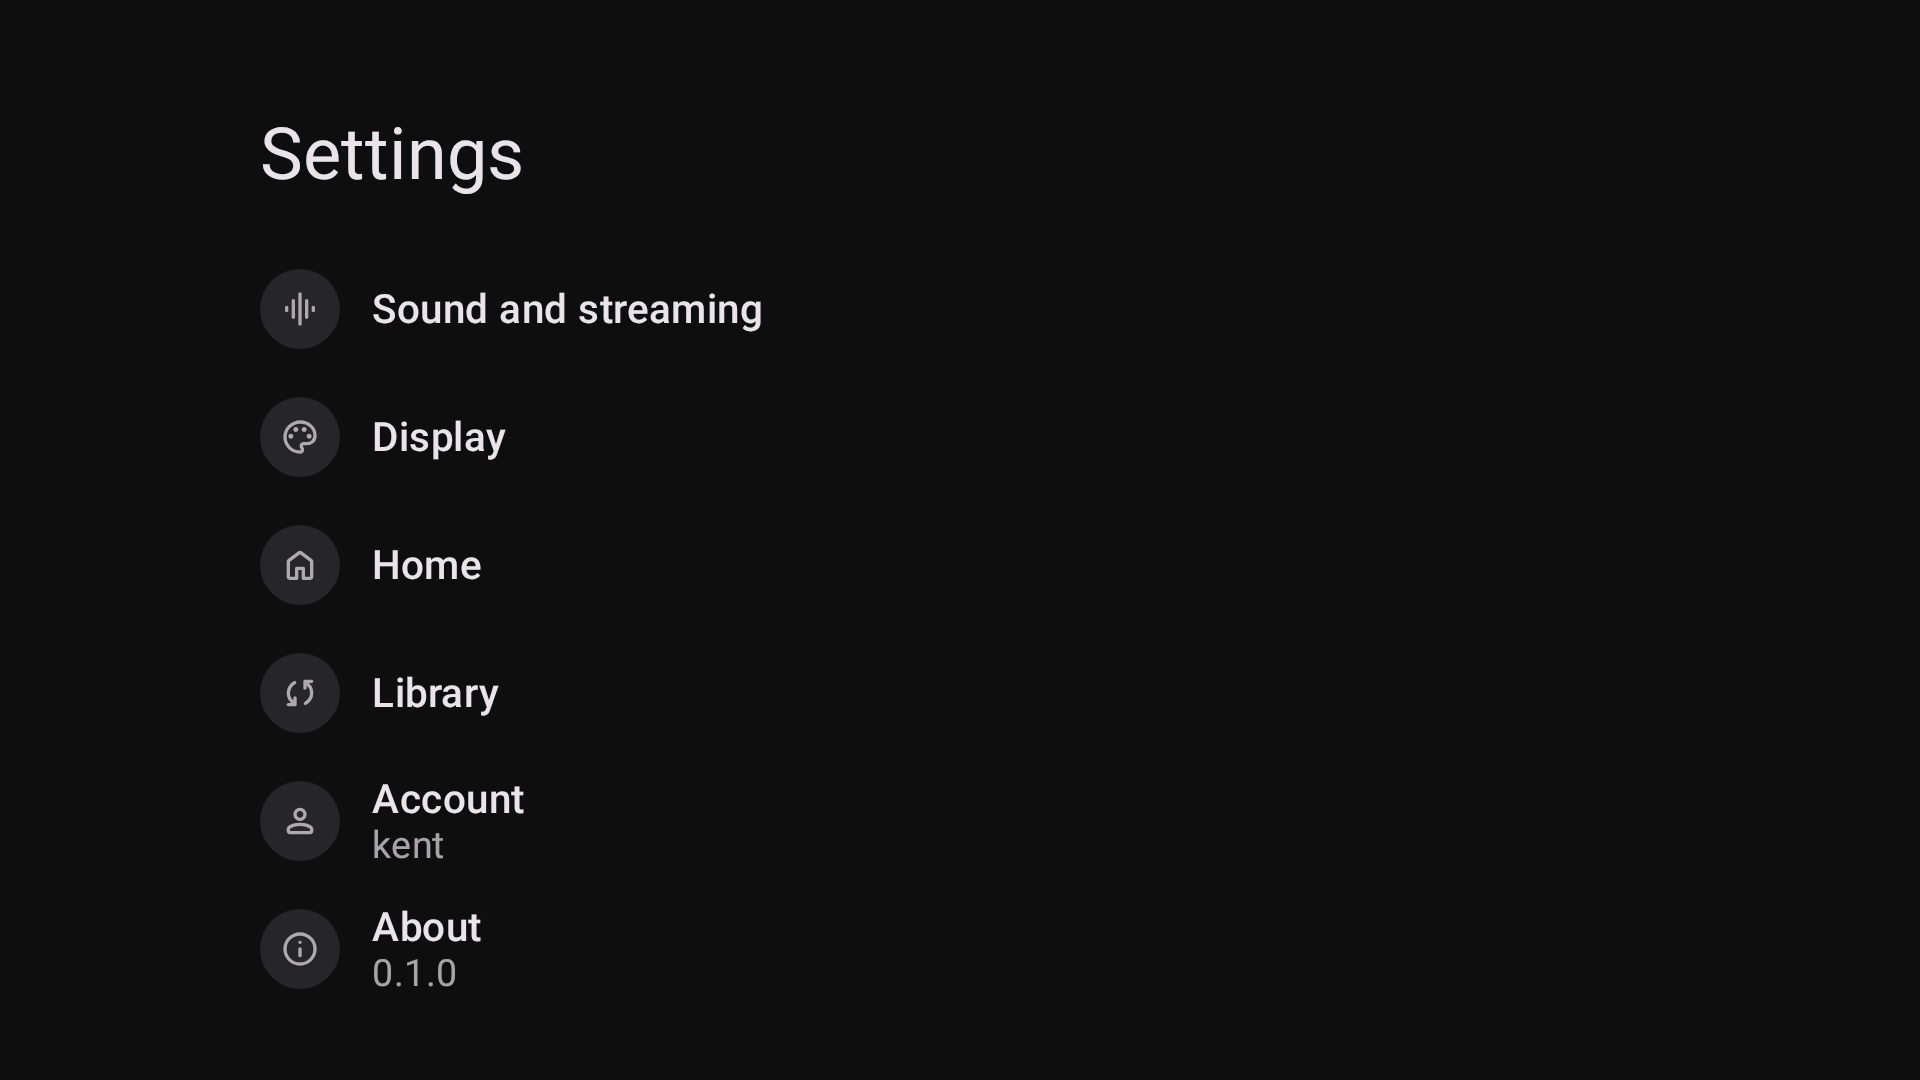 Settings
Sound and streaming
Display
Home
Library
Account
kent
About
0.1.0